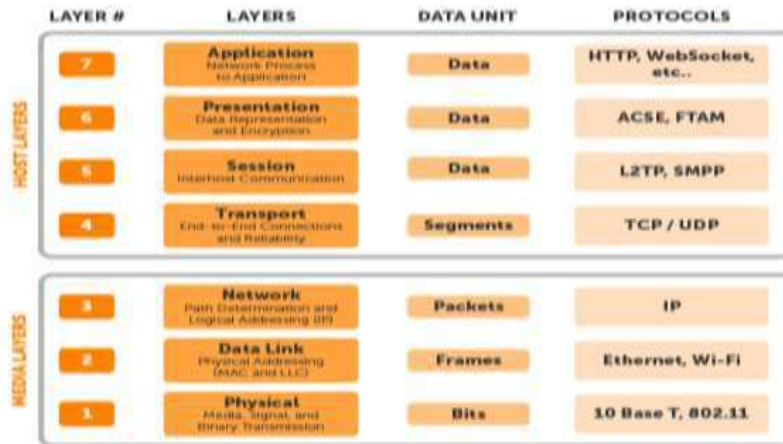 LAYER # LAYERS DATA UNIT PROTOCOLS
HOST LAYERS
7 Application Data HTTP, WebSocket,
Network Process etc..
to Application
6 Presentation Data ACSE, FTAM
Data Representation
and Encryption
5 Session Data L2TP, SMPP
Interhost Communication
4 Transport Segments TCP / UDP
End-to-End Connections
and Reliability
MEDIA LAYERS
3 Network Packets IP
Path Determination and
Logical Addressing (IP)
2 Data Link Frames Ethernet, Wi-Fi
Physical Addressing
(MAC and LLC)
1 Physical Bits 10 Base T, 802.11
Media, Signal, and
Binary Transmission